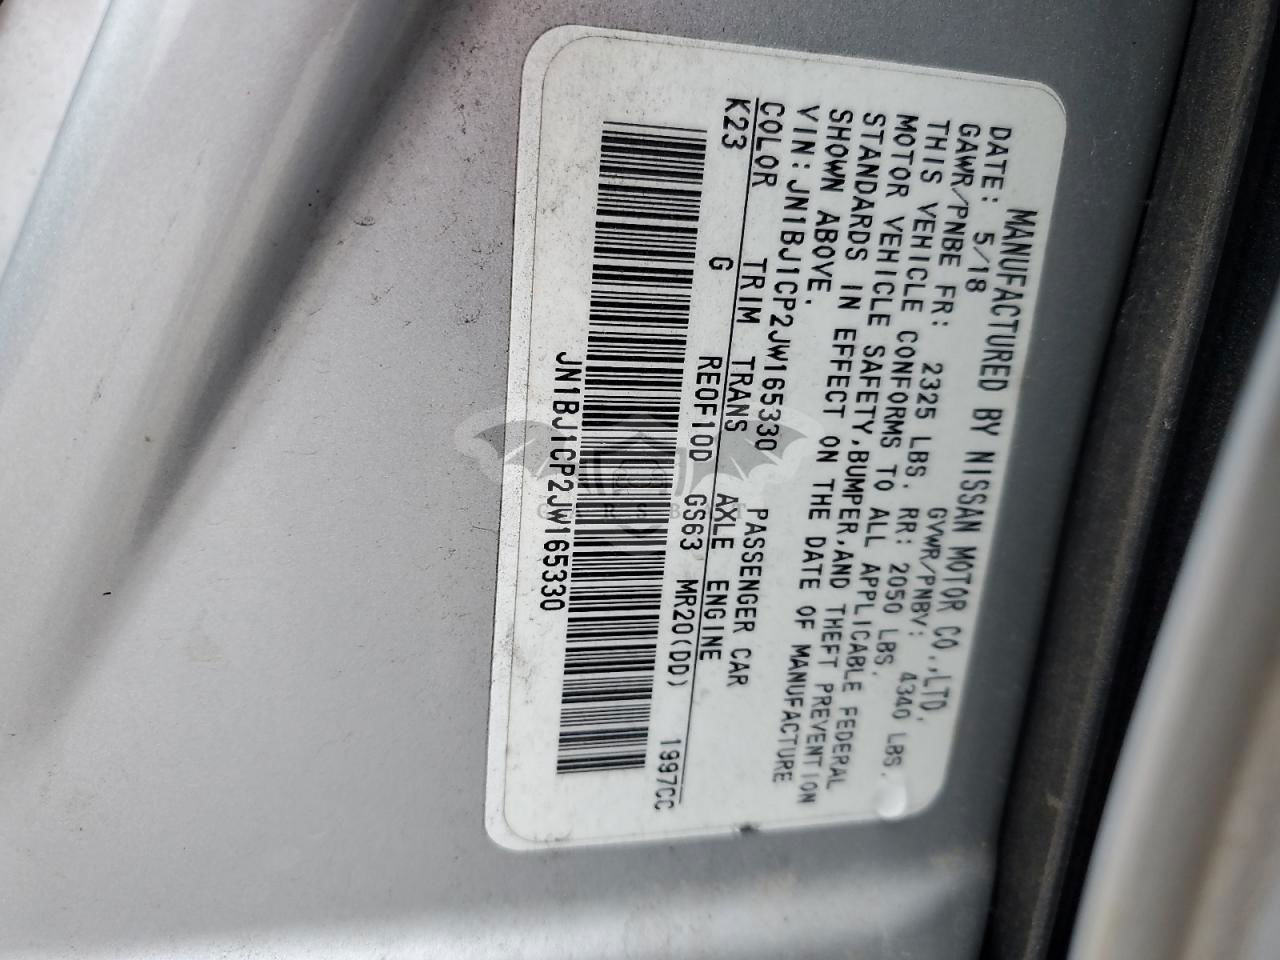 MANUFACTURED BY NISSAN MOTOR CO.,LTD.
DATE: 5/18 GVWR/PNBV: 4340 LBS.
GAWR/PNBE FR: 2325 LBS. RR: 2050 LBS.
THIS VEHICLE CONFORMS TO ALL APPLICABLE FEDERAL
MOTOR VEHICLE SAFETY,BUMPER,AND THEFT PREVENTION
STANDARDS IN EFFECT ON THE DATE OF MANUFACTURE
SHOWN ABOVE.
VIN:JN1BJ1CP2JW165330 PASSENGER CAR
COLOR TRIM TRANS AXLE ENGINE
K23 G RE0F10D GS63 MR20(DD) 1997CC
JN1BJ1CP2JW165330
CARSBAT